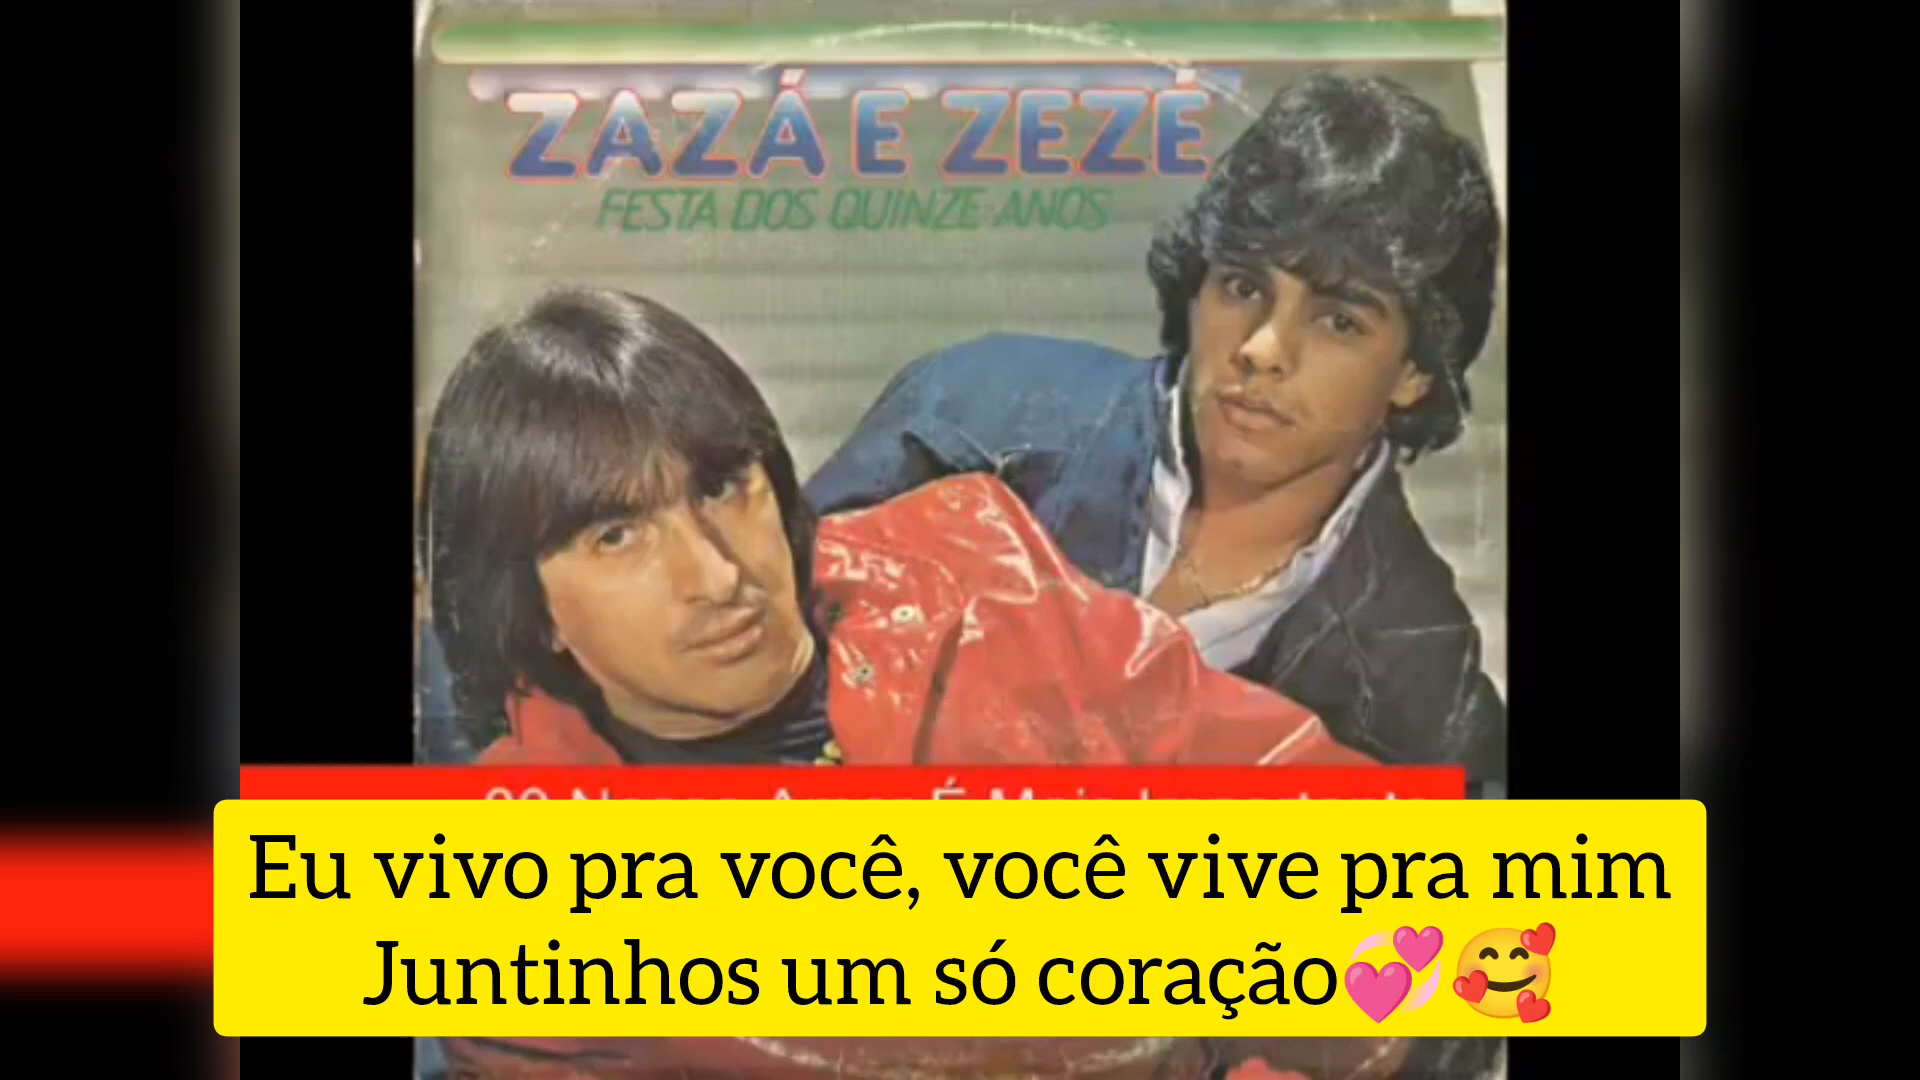 ZAZÁ E ZEZÉ
FESTA DOS QUINZE ANOS
Eu vivo pra você, você vive pra mim
Juntinhos um só coração💞🥰